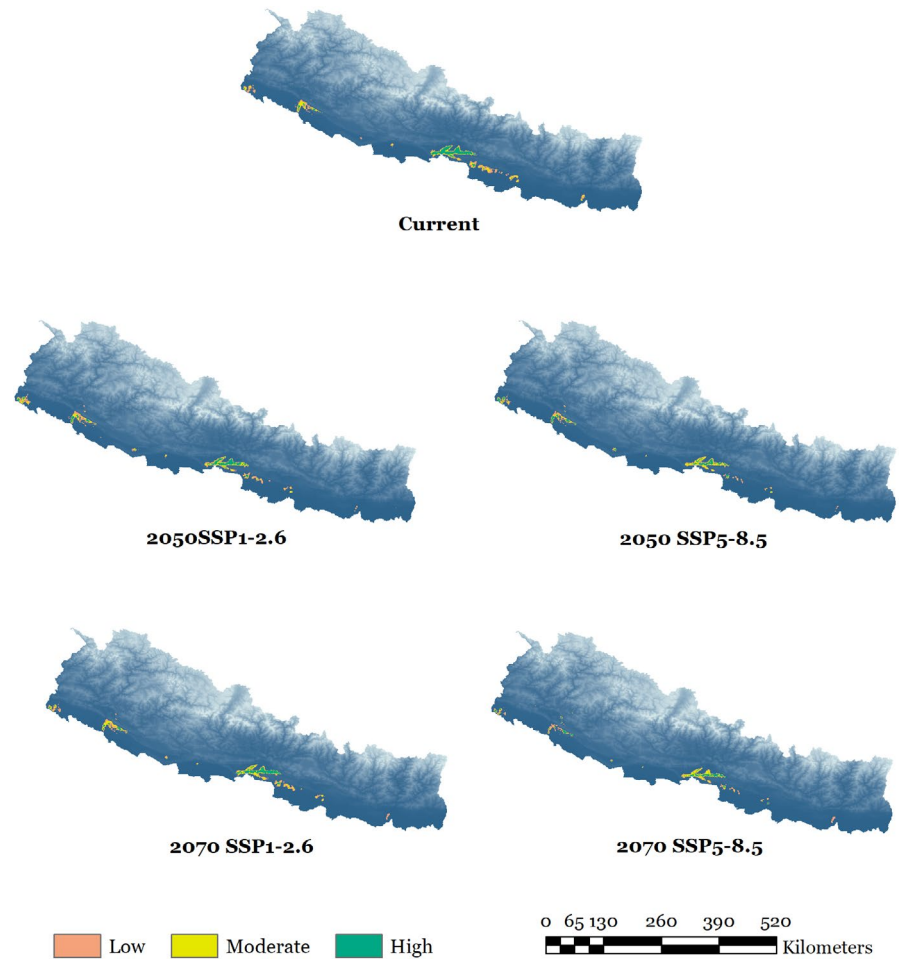 Current
2050SSP1-2.6
2050 SSP5-8.5
2070 SSP1-2.6
2070 SSP5-8.5
Low Moderate High
0 65 130 260 390 520
Kilometers